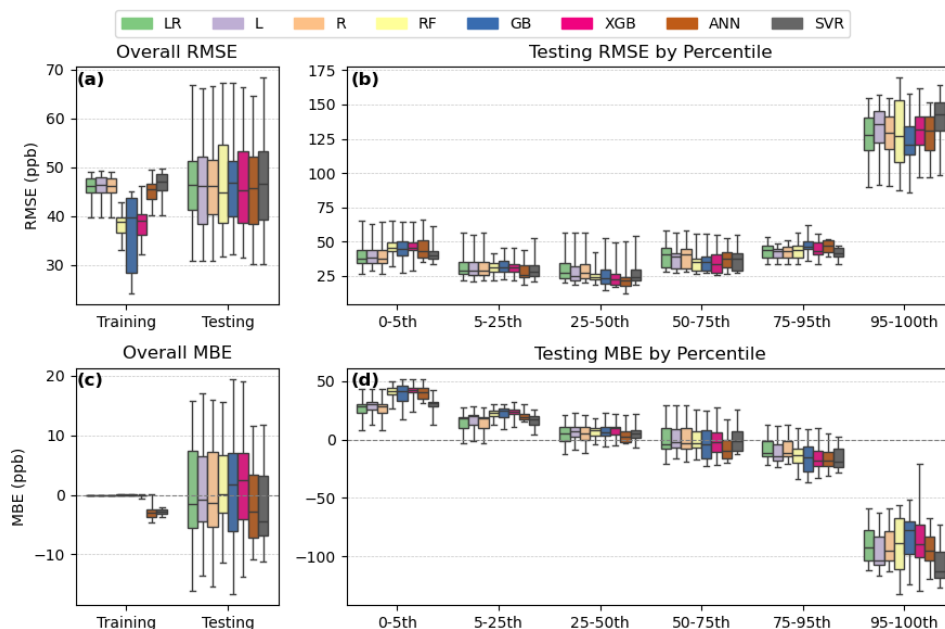 LR L R RF GB XGB ANN SVR
Overall RMSE
Testing RMSE by Percentile
(a)
(b)
70
60
50
40
30
RMSE (ppb)
Training Testing
175
150
125
100
75
50
25
0-5th 5-25th 25-50th 50-75th 75-95th 95-100th
Overall MBE
Testing MBE by Percentile
(c)
(d)
20
10
0
−10
MBE (ppb)
Training Testing
50
0
−50
−100
0-5th 5-25th 25-50th 50-75th 75-95th 95-100th